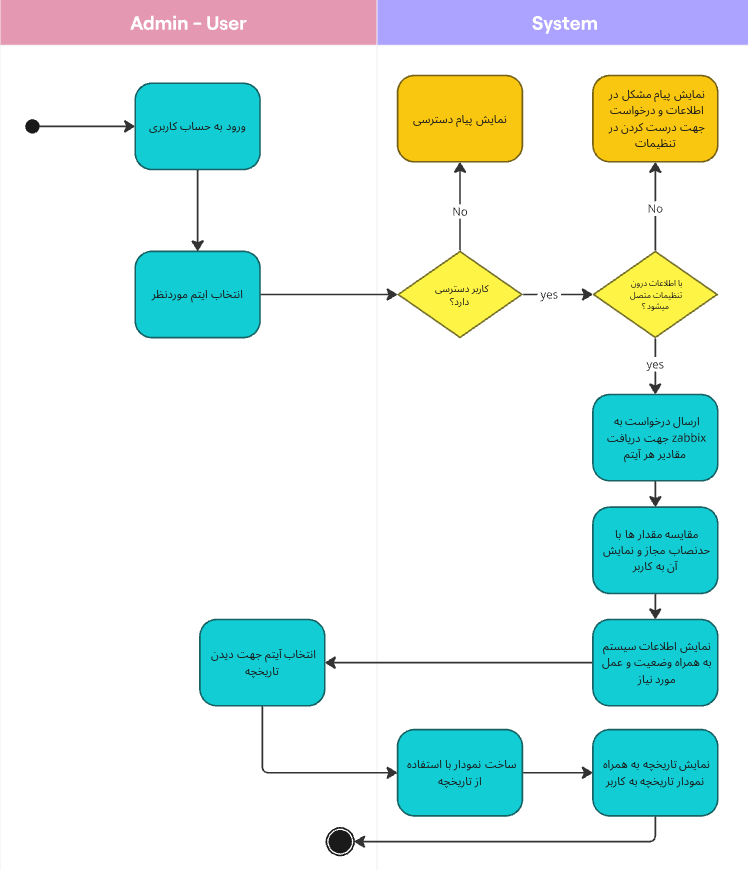 Admin - User
System
ورود به حساب کاربری
نمایش پیام دسترسی
نمایش پیام مشکل در
اطلاعات و درخواست
جهت درست کردن در
تنظیمات
No
No
انتخاب ایتم موردنظر
کاربر دسترسی
دارد؟
yes
با اطلاعات درون
تنظیمات متصل
میشود ؟
yes
ارسال درخواست به
zabbix جهت دریافت
مقادیر هر آیتم
مقایسه مقدار ها با
حدنصاب مجاز و نمایش
آن به کاربر
نمایش اطلاعات سیستم
به همراه وضعیت و عمل
مورد نیاز
انتخاب آیتم جهت دیدن
تاریخچه
ساخت نمودار با استفاده
از تاریخچه
نمایش تاریخچه به همراه
نمودار تاریخچه به کاربر